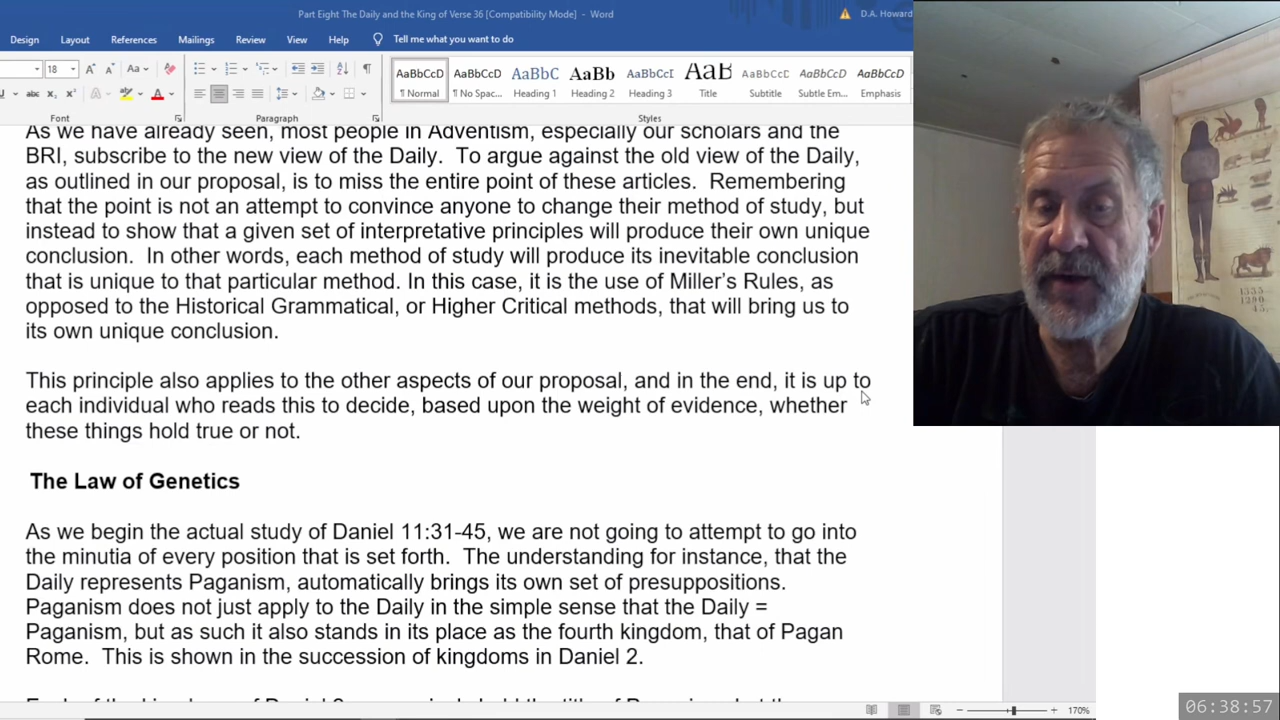 Part Eight The Daily and the King of Verse 36 [Compatibility Mode] - Word
D.A. Howard
Design Layout References Mailings Review View Help Tell me what you want to do
18 Aa
AaBbCcD AaBbCcD AaBbC AaBb AaBbCcI AaB AaBbCcD AaBbCcD AaBbCcD
¶ Normal ¶ No Spac... Heading 1 Heading 2 Heading 3 Title Subtitle Subtle Em... Emphasis
Font Paragraph Styles
As we have already seen, most people in Adventism, especially our scholars and the
BRI, subscribe to the new view of the Daily. To argue against the old view of the Daily,
as outlined in our proposal, is to miss the entire point of these articles. Remembering
that the point is not an attempt to convince anyone to change their method of study, but
instead to show that a given set of interpretative principles will produce their own unique
conclusion. In other words, each method of study will produce its inevitable conclusion
that is unique to that particular method. In this case, it is the use of Miller's Rules, as
opposed to the Historical Grammatical, or Higher Critical methods, that will bring us to
its own unique conclusion.
This principle also applies to the other aspects of our proposal, and in the end, it is up to
each individual who reads this to decide, based upon the weight of evidence, whether
these things hold true or not.
The Law of Genetics
As we begin the actual study of Daniel 11:31-45, we are not going to attempt to go into
the minutia of every position that is set forth. The understanding for instance, that the
Daily represents Paganism, automatically brings its own set of presuppositions.
Paganism does not just apply to the Daily in the simple sense that the Daily =
Paganism, but as such it also stands in its place as the fourth kingdom, that of Pagan
Rome. This is shown in the succession of kingdoms in Daniel 2.
170%
06:38:57